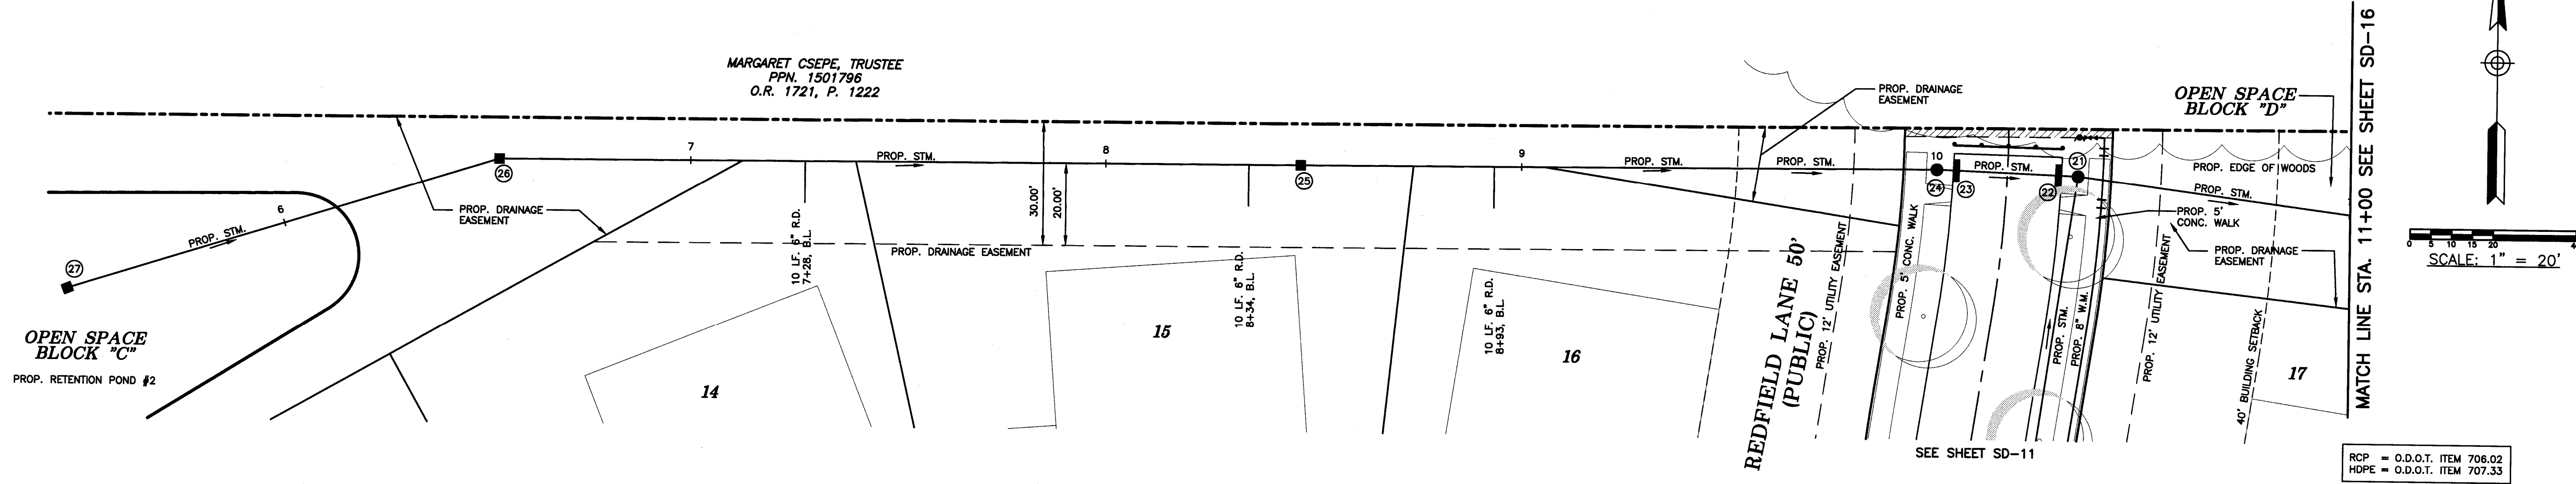 MARGARET CSEPE, TRUSTEE
PPN. 1501796
O.R. 1721, P. 1222
PROP. DRAINAGE
EASEMENT
OPEN SPACE
BLOCK "D"
MATCH LINE STA. 11+00 SEE SHEET SD-16
26
7
PROP. STM.
8
25
9
PROP. STM.
PROP. STM.
10
24
23
PROP. STM.
22
21
PROP. EDGE OF WOODS
PROP. STM.
6
PROP. STM.
27
PROP. DRAINAGE
EASEMENT
30.00'
20.00'
PROP. DRAINAGE EASEMENT
10 LF. 6" R.D.
7+28, B.L.
10 LF. 6" R.D.
8+34, B.L.
10 LF. 6" R.D.
8+93, B.L.
PROP. 5'
CONC. WALK
PROP. DRAINAGE
EASEMENT
REDFIELD LANE 50'
(PUBLIC)
PROP. 12' UTILITY EASEMENT
PROP. 5' CONC. WALK
PROP. STM.
PROP. 8" W.M.
PROP. 12' UTILITY EASEMENT
40' BUILDING SETBACK
OPEN SPACE
BLOCK "C"
PROP. RETENTION POND #2
14
15
16
17
SEE SHEET SD-11
0 5 10 15 20 4
SCALE: 1" = 20'
RCP = O.D.O.T. ITEM 706.02
HDPE = O.D.O.T. ITEM 707.33